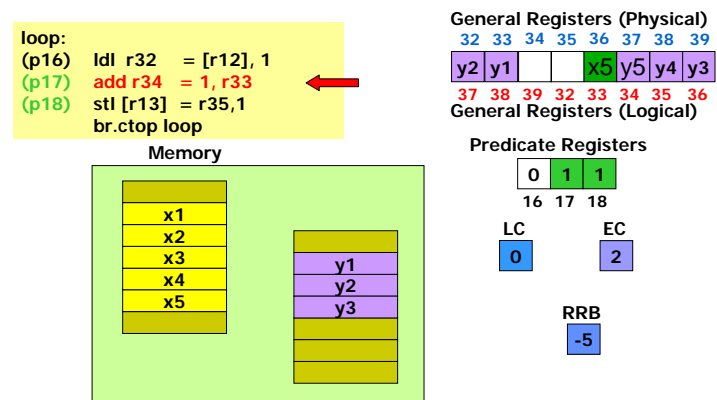 loop:
(p16) ldl r32 = [r12], 1
(p17) add r34 = 1, r33
(p18) stl [r13] = r35,1
br.ctop loop
General Registers (Physical)
32 33 34 35 36 37 38 39
y2 y1 x5 y5 y4 y3
37 38 39 32 33 34 35 36
General Registers (Logical)
Predicate Registers
0 1 1
16 17 18
LC EC
0 2
RRB
-5
Memory
x1
x2
x3
x4
x5
y1
y2
y3